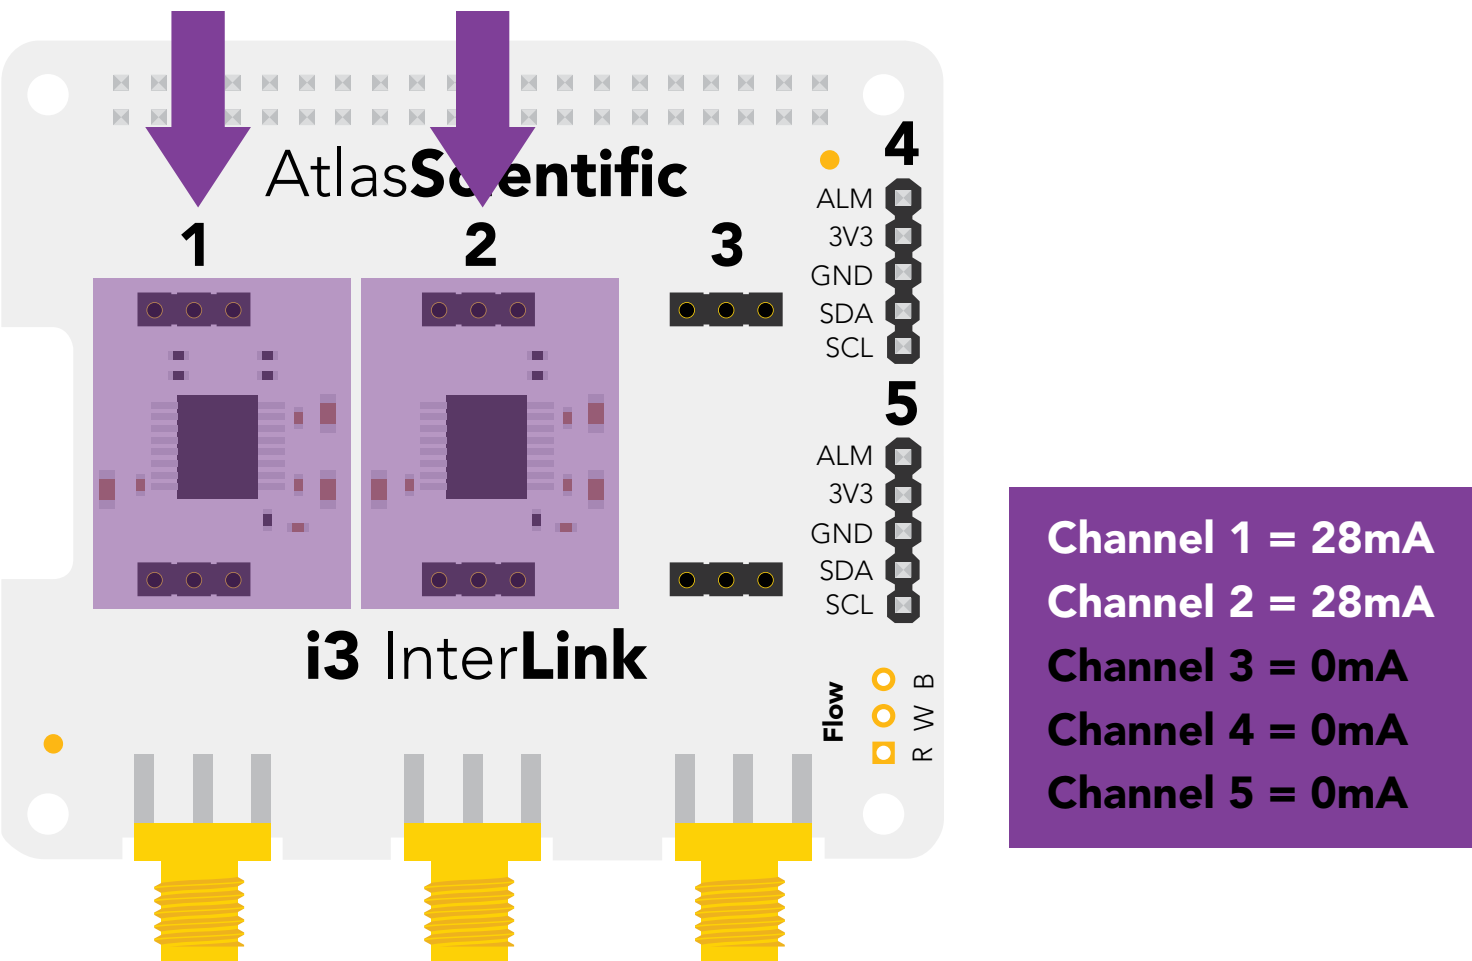 AtlasScientific
1
2
3
4
ALM
3V3
GND
SDA
SCL
5
ALM
3V3
GND
SDA
SCL
i3 InterLink
Flow
R W B
Channel 1 = 28mA
Channel 2 = 28mA
Channel 3 = 0mA
Channel 4 = 0mA
Channel 5 = 0mA